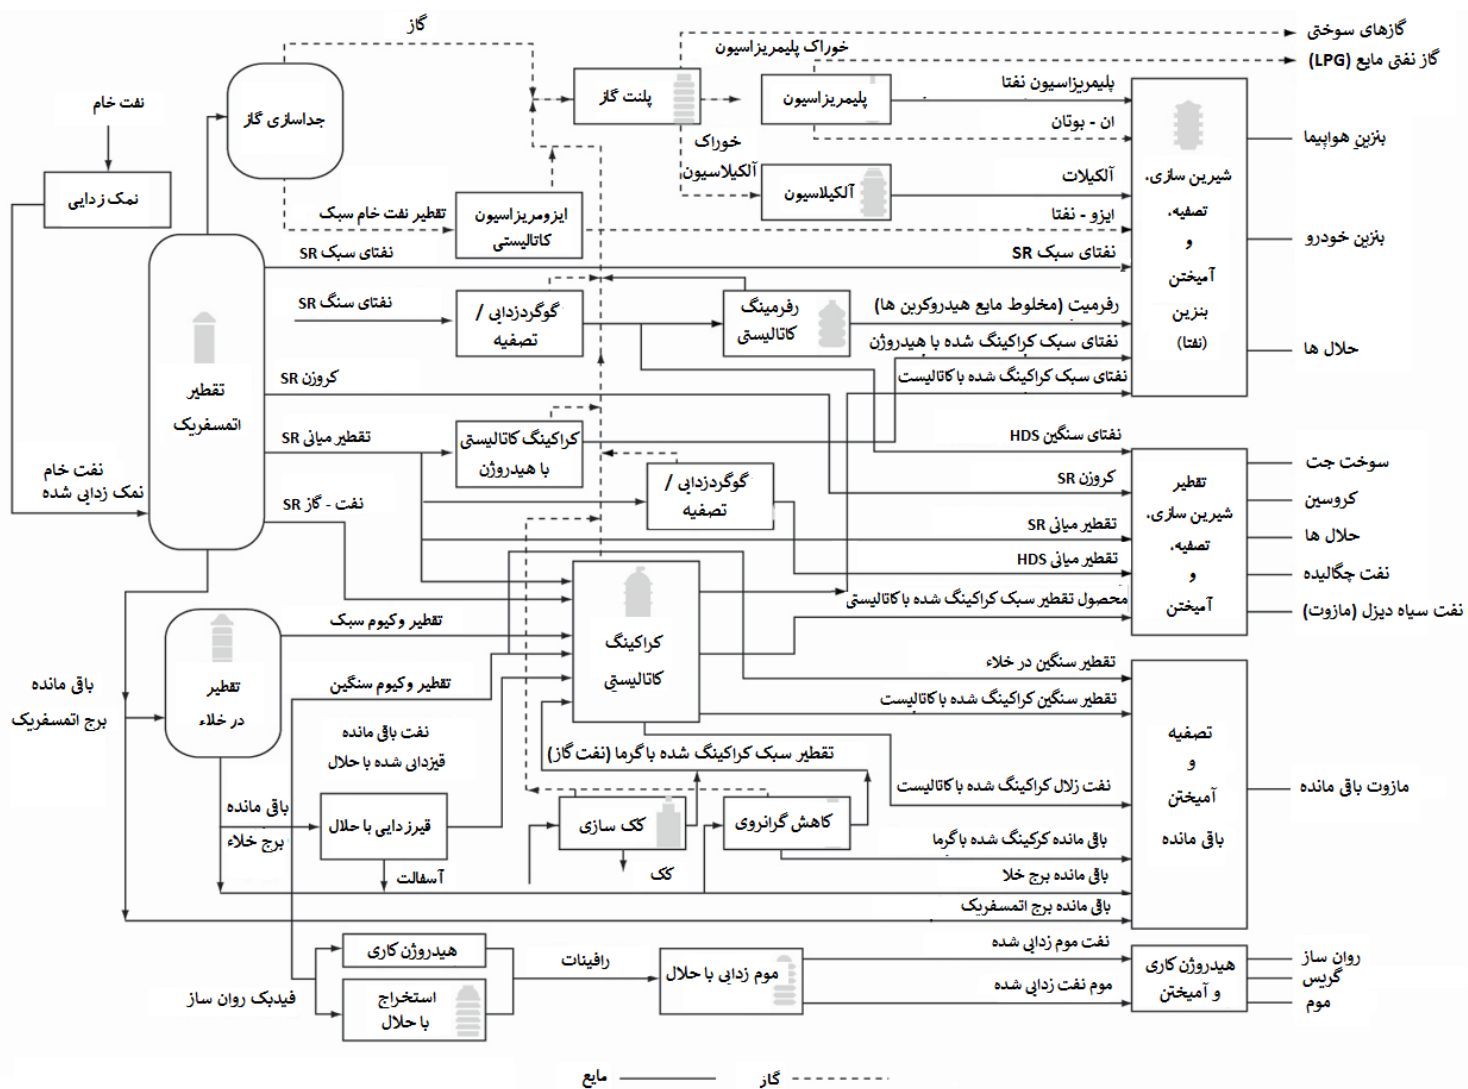 گاز
گازهای سوختی
خوراک پلیمریزاسیون
گاز نفتی مایع (LPG)
نفت خام
جداسازی گاز
پلنت گاز
پلیمریزاسیون
پلیمریزاسیون نفتا
ان - بوتان
بنزین هواپیما
خوراک
آلکیلاسیون
آلکیلاسیون
آلکیلات
شیرین سازی،
تصفیه،
و
آمیختن
بنزین
(نفتا)
نمک زدایی
تقطیر نفت خام سبک
ایزومریزاسیون
کاتالیستی
ایزو - نفتا
بنزین خودرو
نفتای سبک SR
نفتای سبک SR
نفتای سنگ SR
گوگردزدایی /
تصفیه
رفرمینگ
کاتالیستی
رفرمیت (مخلوط مایع هیدروکربن ها)
نفتای سبک کراکینگ شده با هیدروژن
حلال ها
نفتای سبک کراکینگ شده با کاتالیست
کروزن SR
تقطیر
اتمسفریک
تقطیر میانی SR
کراکینگ کاتالیستی
با هیدروژن
نفتای سنگین HDS
نفت خام
نمک زدایی شده
گوگردزدایی /
تصفیه
کروزن SR
تقطیر
شیرین سازی،
تصفیه،
و
آمیختن
سوخت جت
کروسین
حلال ها
نفت چگالیده
نفت سیاه دیزل (مازوت)
نفت - گاز SR
تقطیر میانی SR
تقطیر میانی HDS
محصول تقطیر سبک کراکینگ شده با کاتالیستی
تقطیر وکیوم سبک
کراکینگ
کاتالیستی
تقطیر سنگین در خلاء
تقطیر وکیوم سنگین
تقطیر سنگین کراکینگ شده با کاتالیست
باقی مانده
برج اتمسفریک
تقطیر
در خلاء
نفت باقی مانده
قیزدایی شده با حلال
تقطیر سبک کراکینگ شده با گرما (نفت گاز)
تصفیه
و
آمیختن
باقی مانده
نفت زلال کراکینگ شده با کاتالیست
مازوت باقی مانده
باقی مانده
برج خلاء
قیرزدایی با حلال
کک سازی
کاهش گرانروی
باقی مانده کرکینگ شده با گرما
آسفالت
کک
باقی مانده برج خلا
باقی مانده برج اتمسفریک
هیدروژن کاری
رافینات
موم زدایی با حلال
نفت موم زدایی شده
هیدروژن کاری
و آمیختن
روان ساز
گریس
موم
فیدبک روان ساز
استخراج
با حلال
موم نفت زدایی شده
مایع
گاز